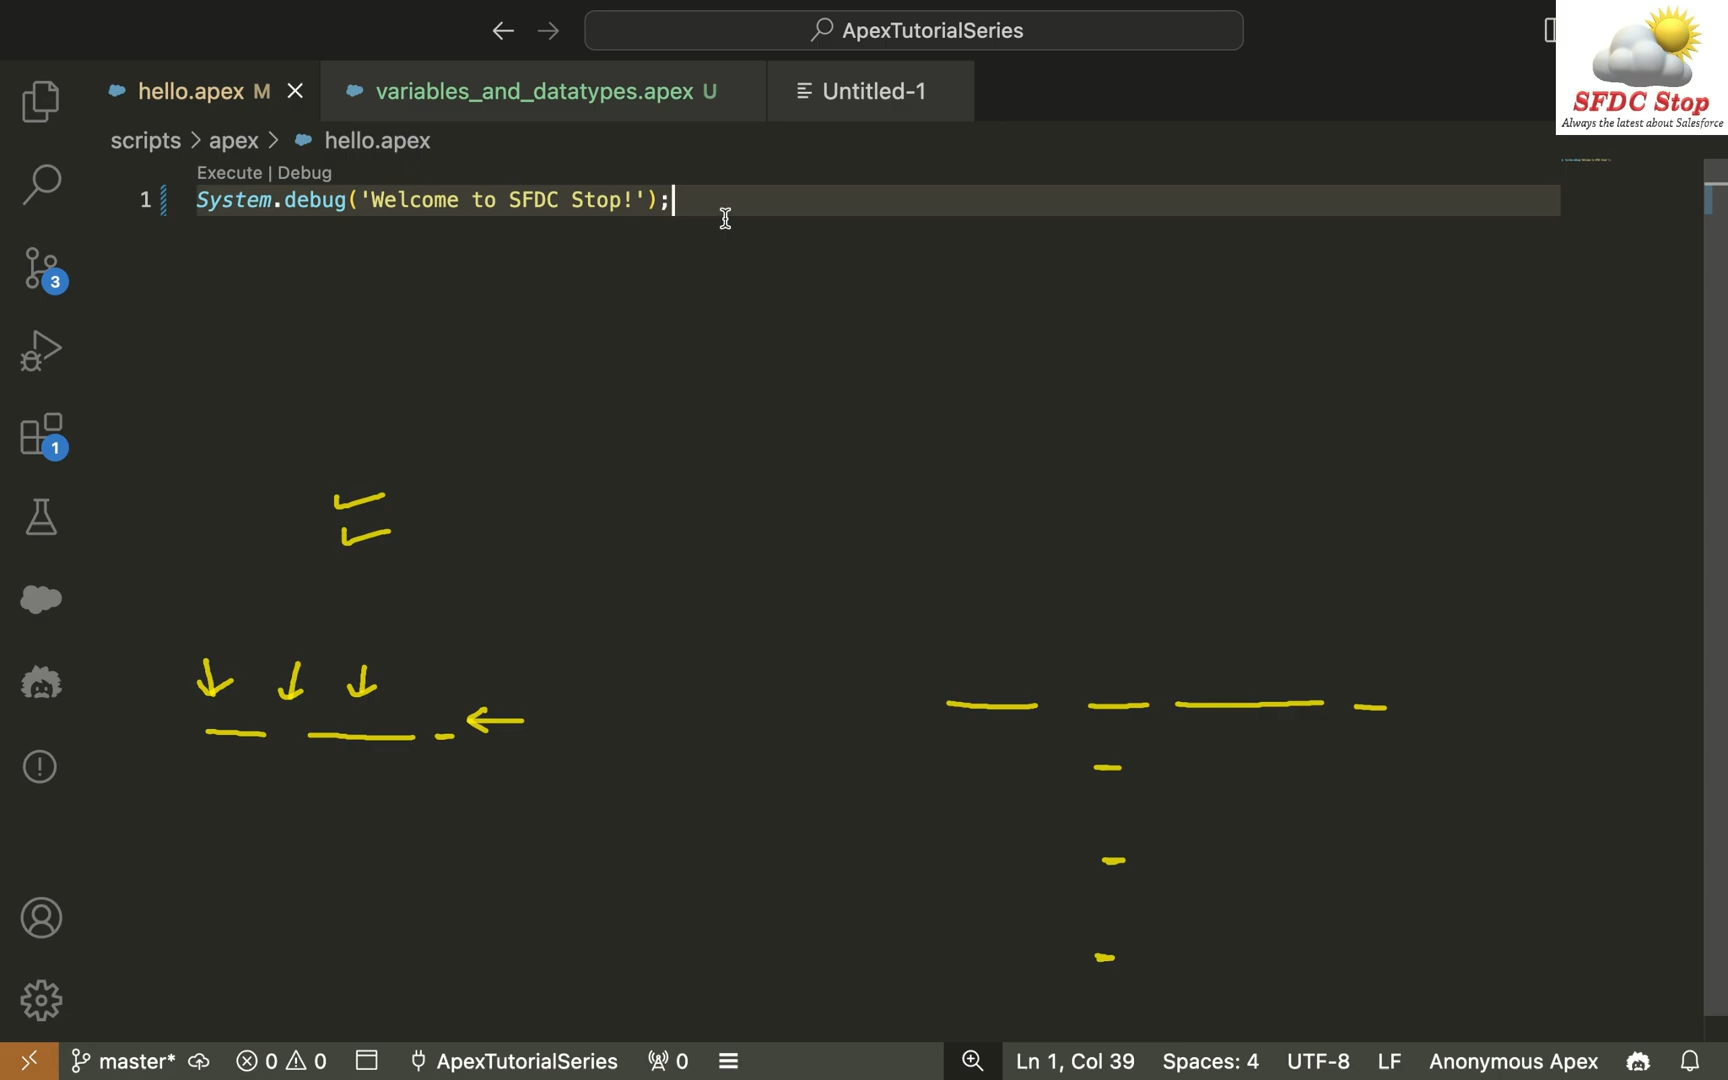 ApexTutorialSeries
SFDC Stop
Always the latest about Salesforce
hello.apex M
variables_and_datatypes.apex U
Untitled-1
scripts > apex > hello.apex
Execute | Debug
1 System.debug('Welcome to SFDC Stop!');
3
1
master* 0 0 ApexTutorialSeries 0 Ln 1, Col 39 Spaces: 4 UTF-8 LF Anonymous Apex